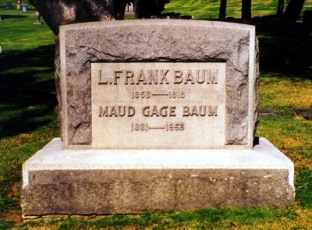 L. FRANK BAUM
1856—1919
MAUD GAGE BAUM
1861—1953